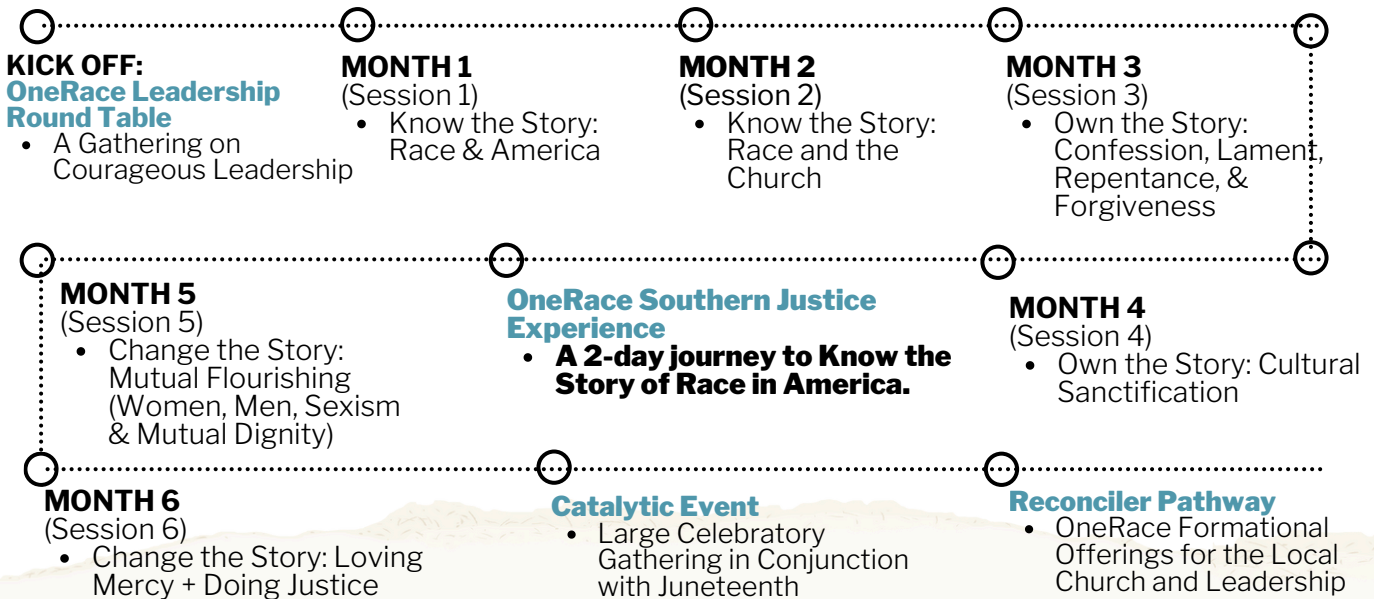 KICK OFF:
OneRace Leadership
Round Table
• A Gathering on
Courageous Leadership
MONTH 1
(Session 1)
• Know the Story:
Race & America
MONTH 2
(Session 2)
• Know the Story:
Race and the
Church
MONTH 3
(Session 3)
• Own the Story:
Confession, Lament,
Repentance, &
Forgiveness
MONTH 4
(Session 4)
• Own the Story: Cultural
Sanctification
OneRace Southern Justice
Experience
• A 2-day journey to Know the
Story of Race in America.
MONTH 5
(Session 5)
• Change the Story:
Mutual Flourishing
(Women, Men, Sexism
& Mutual Dignity)
MONTH 6
(Session 6)
• Change the Story: Loving
Mercy + Doing Justice
Catalytic Event
• Large Celebratory
Gathering in Conjunction
with Juneteenth
Reconciler Pathway
• OneRace Formational
Offerings for the Local
Church and Leadership